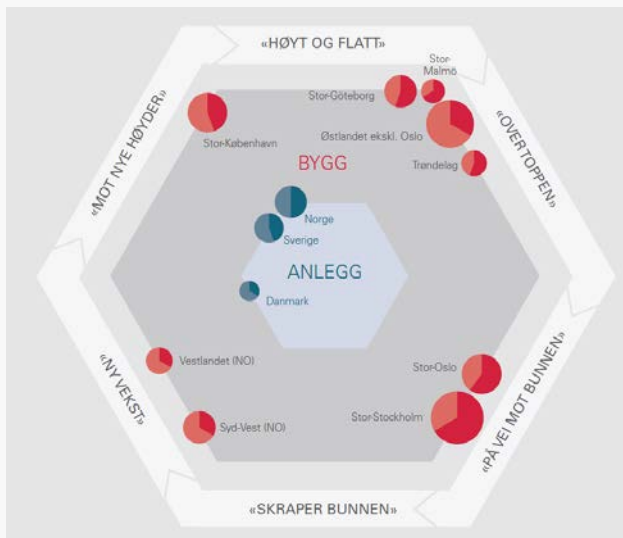 «HØYT OG FLATT»
Stor-
Malmö
Stor-Göteborg
«MOT NYE HØYDER»
Østlandet ekskl. Oslo
«OVER TOPPEN»
Stor-København
BYGG
Trøndelag
Norge
Sverige
ANLEGG
Danmark
Vestlandet (NO)
Stor-Oslo
«NY VEKST»
Stor-Stockholm
«PÅ VEI MOT BUNNEN»
Syd-Vest (NO)
«SKRAPER BUNNEN»